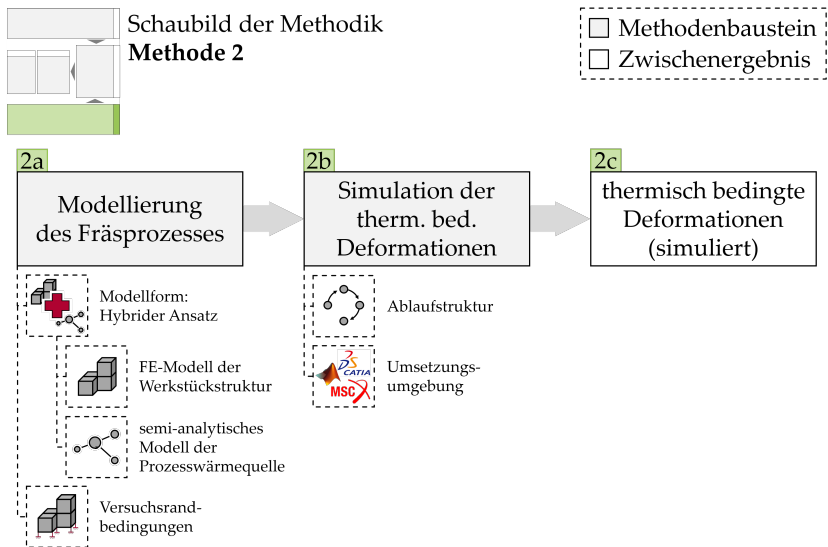 Schaubild der Methodik
Methode 2
Methodenbaustein
Zwischenergebnis
2a
Modellierung
des Fräsprozesses
2b
Simulation der
therm. bed.
Deformationen
2c
thermisch bedingte
Deformationen
(simuliert)
Modellform:
Hybrider Ansatz
FE-Modell der
Werkstückstruktur
semi-analytisches
Modell der
Prozesswärmequelle
Versuchsrand-
bedingungen
Ablaufstruktur
DS
CATIA
MSC X
Umsetzungs-
umgebung